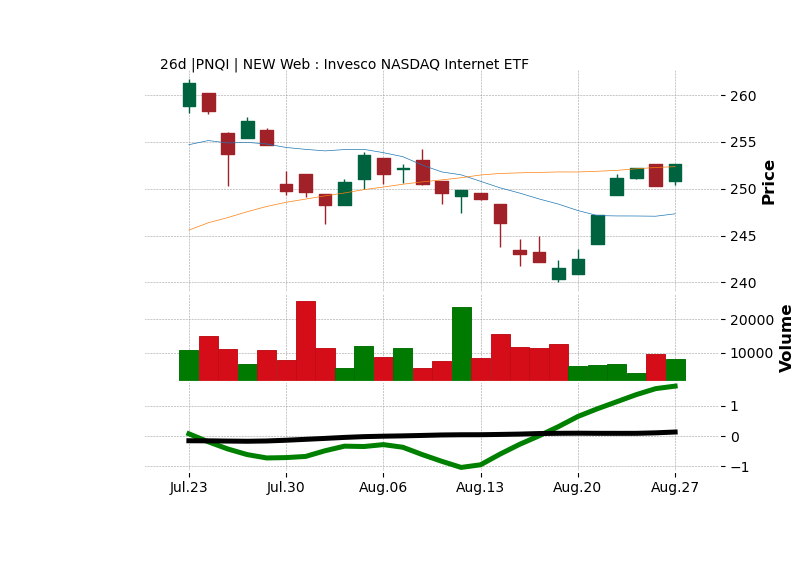 26d |PNQI | NEW Web : Invesco NASDAQ Internet ETF
260
255
250
245
240
Price
20000
10000
Volume
1
0
−1
Jul.23 Jul.30 Aug.06 Aug.13 Aug.20 Aug.27